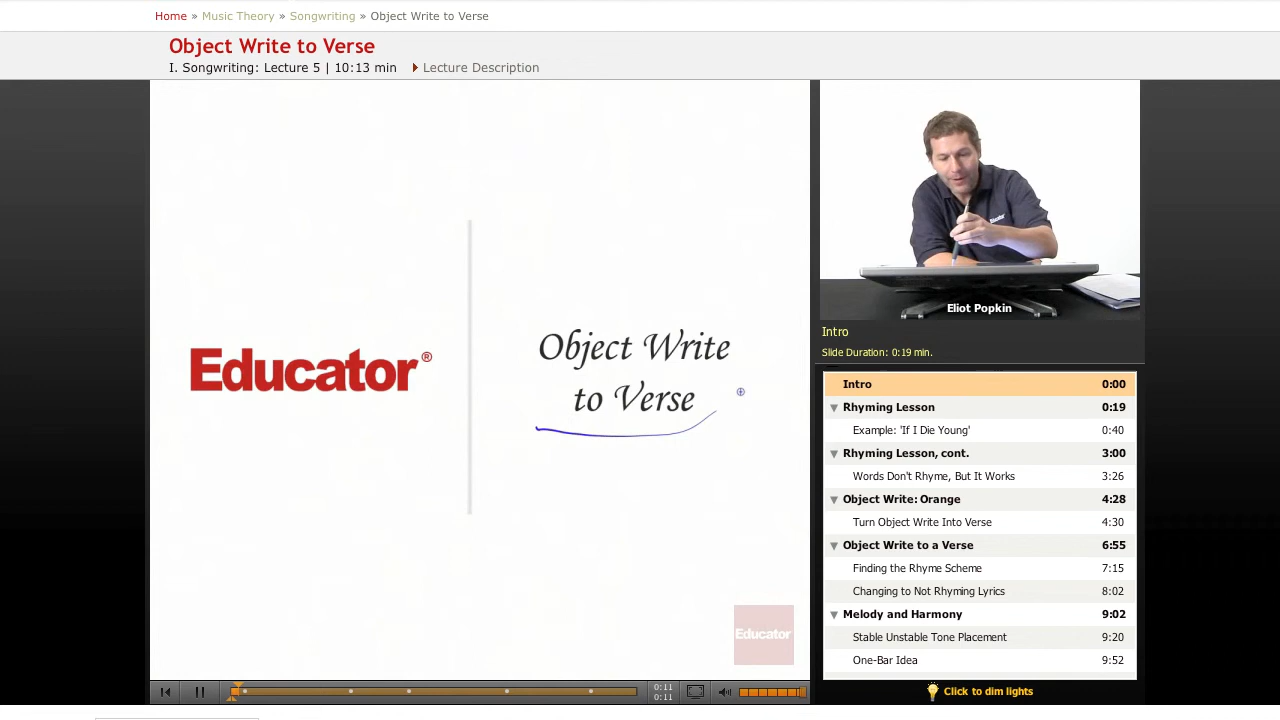 Home » Music Theory » Songwriting » Object Write to Verse
Object Write to Verse
I. Songwriting: Lecture 5 | 10:13 min Lecture Description
Educator®
Object Write
to Verse
Educator
Educator
Eliot Popkin
Intro
Slide Duration: 0:19 min.
Intro 0:00
Rhyming Lesson 0:19
Example: 'If I Die Young' 0:40
Rhyming Lesson, cont. 3:00
Words Don't Rhyme, But It Works 3:26
Object Write: Orange 4:28
Turn Object Write Into Verse 4:30
Object Write to a Verse 6:55
Finding the Rhyme Scheme 7:15
Changing to Not Rhyming Lyrics 8:02
Melody and Harmony 9:02
Stable Unstable Tone Placement 9:20
One-Bar Idea 9:52
0:11
0:11
Click to dim lights